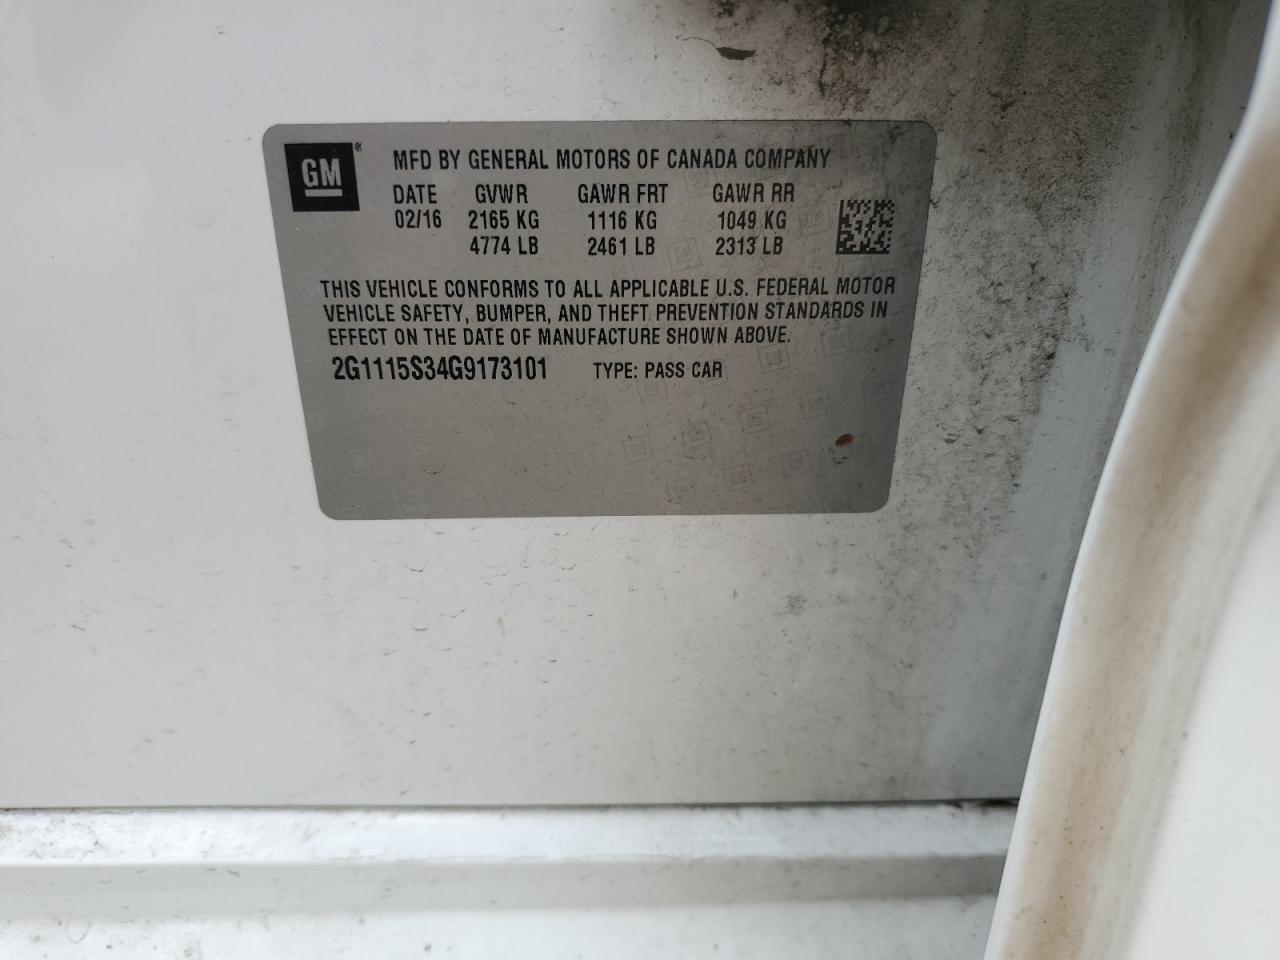 GM®
MFD BY GENERAL MOTORS OF CANADA COMPANY
DATE GVWR GAWR FRT GAWR RR
02/16 2165 KG 1116 KG 1049 KG
4774 LB 2461 LB 2313 LB
THIS VEHICLE CONFORMS TO ALL APPLICABLE U.S. FEDERAL MOTOR
VEHICLE SAFETY, BUMPER, AND THEFT PREVENTION STANDARDS IN
EFFECT ON THE DATE OF MANUFACTURE SHOWN ABOVE.
2G1115S34G9173101 TYPE: PASS CAR